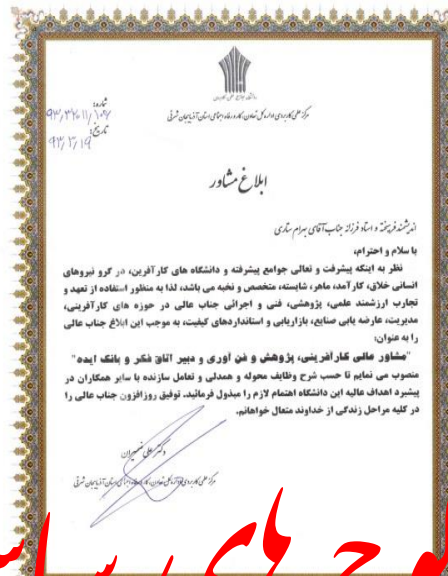 دانشگاه جامع علمی کاربردی
مرکز علمی کاربردی اداره کل تعاون، کار و رفاه اجتماعی استان آذربایجان شرقی
شماره:
تاریخ: ۹۳/۳/۱۹
ابلاغ مشاور
اندیشمند فرهیخته و استاد فرزانه جناب آقای بهرام ستاری
با سلام و احترام،
نظر به اینکه پیشرفت و تعالی جوامع پیشرفته و دانشگاه های کارآفرین، در گرو نیروهای
انسانی خلاق، کارآمد، ماهر، شایسته، متخصص و نخبه می باشد، لذا به منظور استفاده از تعهد و
تجارب ارزشمند علمی، پژوهشی، فنی و اجرائی جناب عالی در حوزه های کارآفرینی،
مدیریت، عارضه یابی صنایع، بازاریابی و استانداردهای کیفیت، به موجب این ابلاغ جناب عالی
را به عنوان:
"مشاور عالی کارآفرینی، پژوهش و فن آوری و دبیر اتاق فکر و بانک ایده"
منصوب می نمایم تا حسب شرح وظایف محوله و همدلی و تعامل سازنده با سایر همکاران در
پیشبرد اهداف عالیه این دانشگاه اهتمام لازم را مبذول فرمائید. توفیق روزافزون جناب عالی را
در کلیه مراحل زندگی از خداوند متعال خواهانم.
دکتر علی
مرکز علمی کاربردی اداره کل تعاون، کار و رفاه اجتماعی استان آذربایجان شرقی